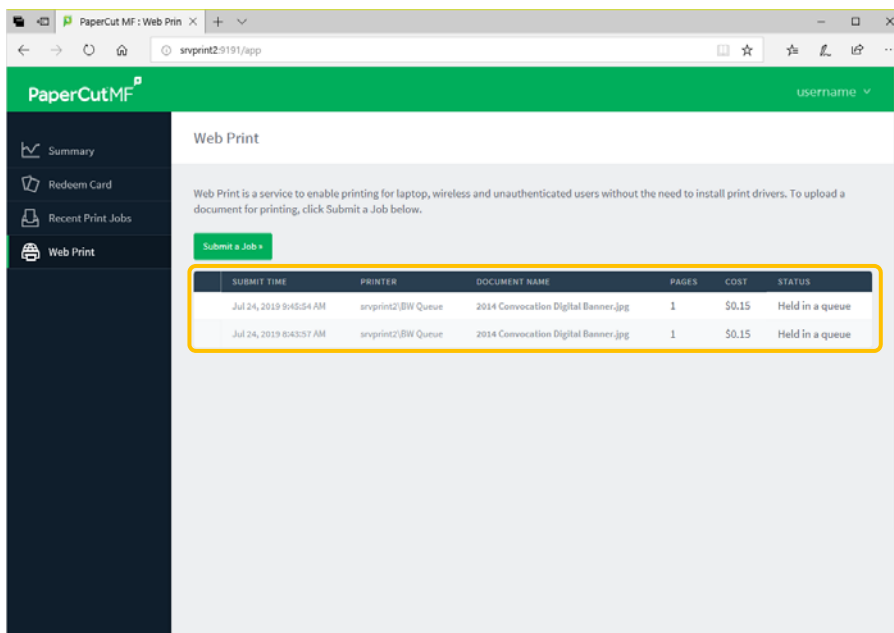 PaperCut MF : Web Prin
srvprint2:9191/app
PaperCutMF
username
Summary
Redeem Card
Recent Print Jobs
Web Print
Web Print
Web Print is a service to enable printing for laptop, wireless and unauthenticated users without the need to install print drivers. To upload a
document for printing, click Submit a Job below.
Submit a Job »
SUBMIT TIME PRINTER DOCUMENT NAME PAGES COST STATUS
Jul 24, 2019 9:45:54 AM srvprint2\BW Queue 2014 Convocation Digital Banner.jpg 1 $0.15 Held in a queue
Jul 24, 2019 8:43:57 AM srvprint2\BW Queue 2014 Convocation Digital Banner.jpg 1 $0.15 Held in a queue